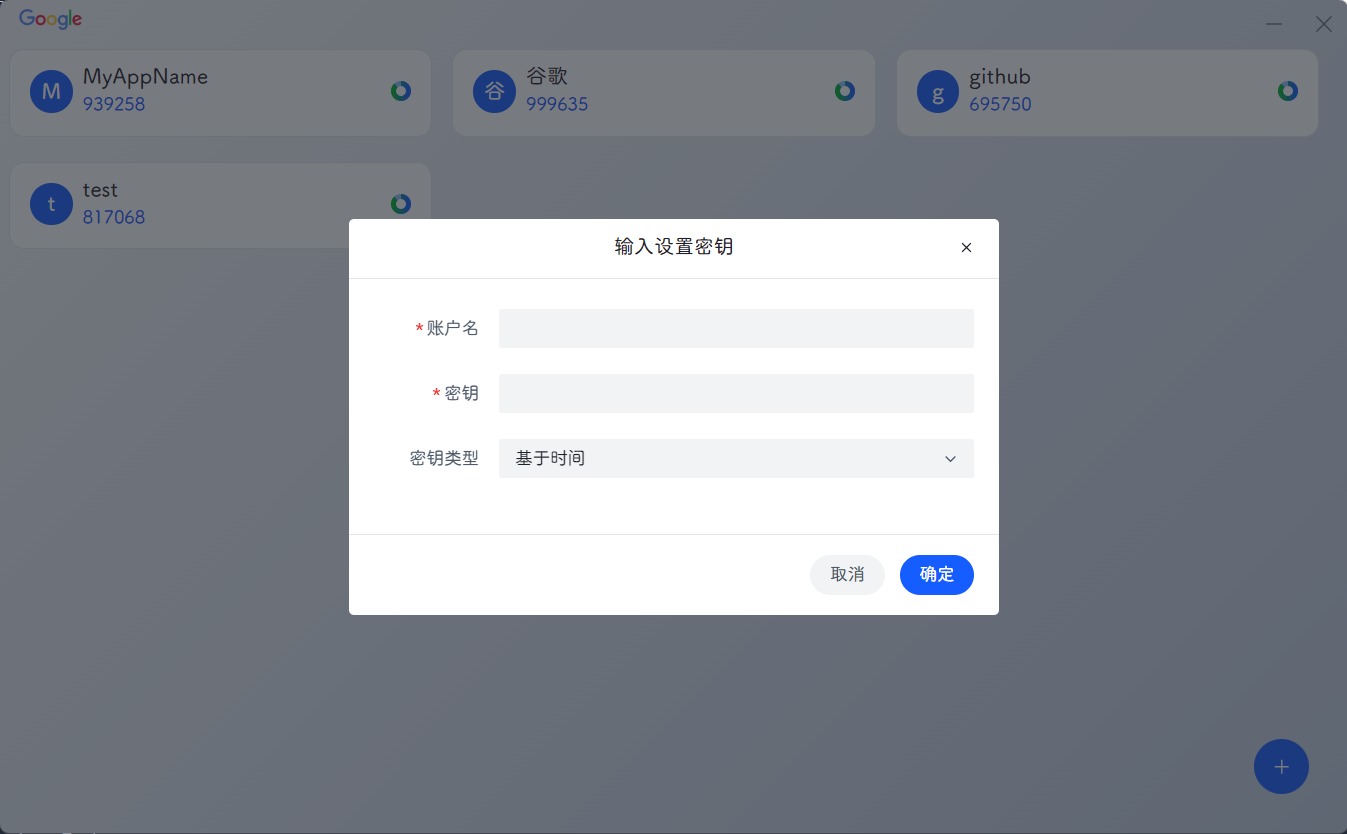 Google
M MyAppName
939258
谷 谷歌
999635
g github
695750
t test
817068
输入设置密钥
* 账户名
* 密钥
密钥类型 基于时间
取消 确定